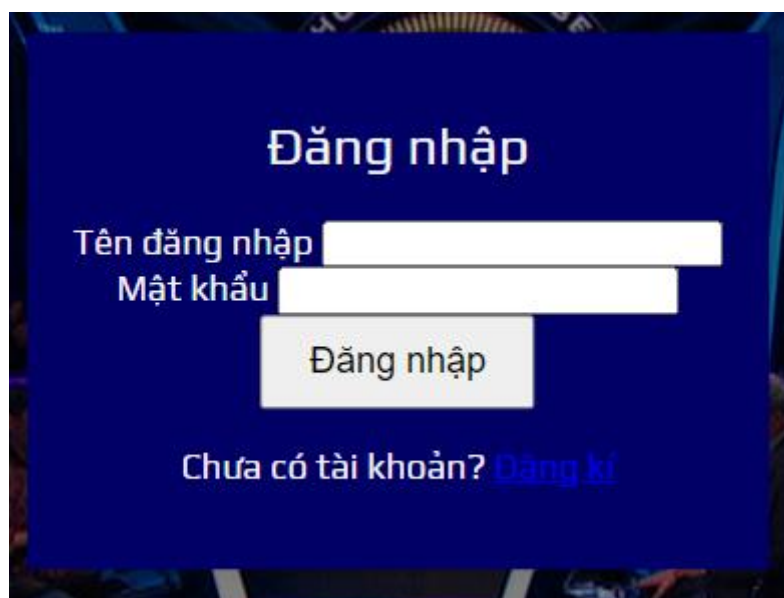 Đăng nhập
Tên đăng nhập
Mật khẩu
Đăng nhập
Chưa có tài khoản? Đăng kí